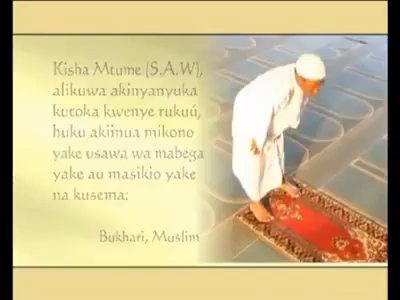 Kisha Mtume (S.A.W),
alikuwa akinyanyuka
kutoka kwenye rukuú,
huku akiinua mikono
yake usawa wa mabega
yake au masikio yake
na kusema:
Bukhari, Muslim